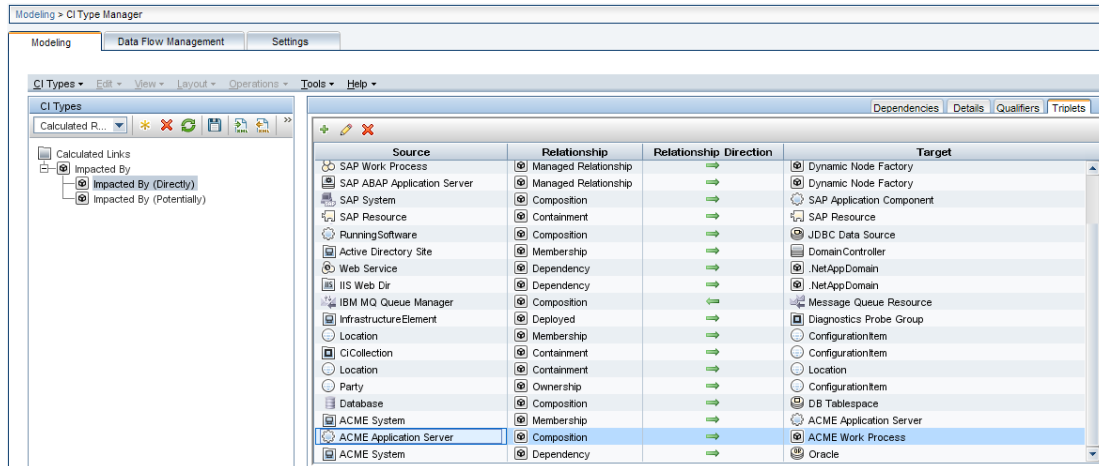 Modeling > CI Type Manager
Modeling Data Flow Management Settings
CI Types Edit View Layout Operations Tools Help
CI Types
Dependencies Details Qualifiers Triplets
Calculated R... »
Source Relationship Relationship Direction Target
Calculated Links
Impacted By
Impacted By (Directly)
Impacted By (Potentially)
SAP Work Process Managed Relationship Dynamic Node Factory
SAP ABAP Application Server Managed Relationship Dynamic Node Factory
SAP System Composition SAP Application Component
SAP Resource Containment SAP Resource
RunningSoftware Composition JDBC Data Source
Active Directory Site Membership DomainController
Web Service Dependency .NetAppDomain
IIS Web Dir Dependency .NetAppDomain
IBM MQ Queue Manager Composition Message Queue Resource
InfrastructureElement Deployed Diagnostics Probe Group
Location Membership ConfigurationItem
CiCollection Containment ConfigurationItem
Location Containment Location
Party Ownership ConfigurationItem
Database Composition DB Tablespace
ACME System Membership ACME Application Server
ACME Application Server Composition ACME Work Process
ACME System Dependency Oracle